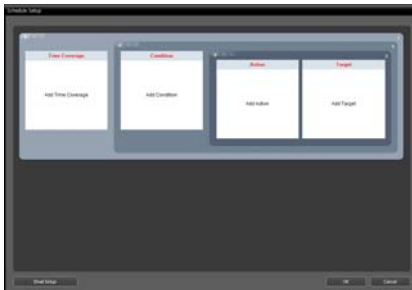 Schedule Setup
Time Coverage
Condition
Action
Target
Add Time Coverage
Add Condition
Add Action
Add Target
Email Setup
OK
Cancel